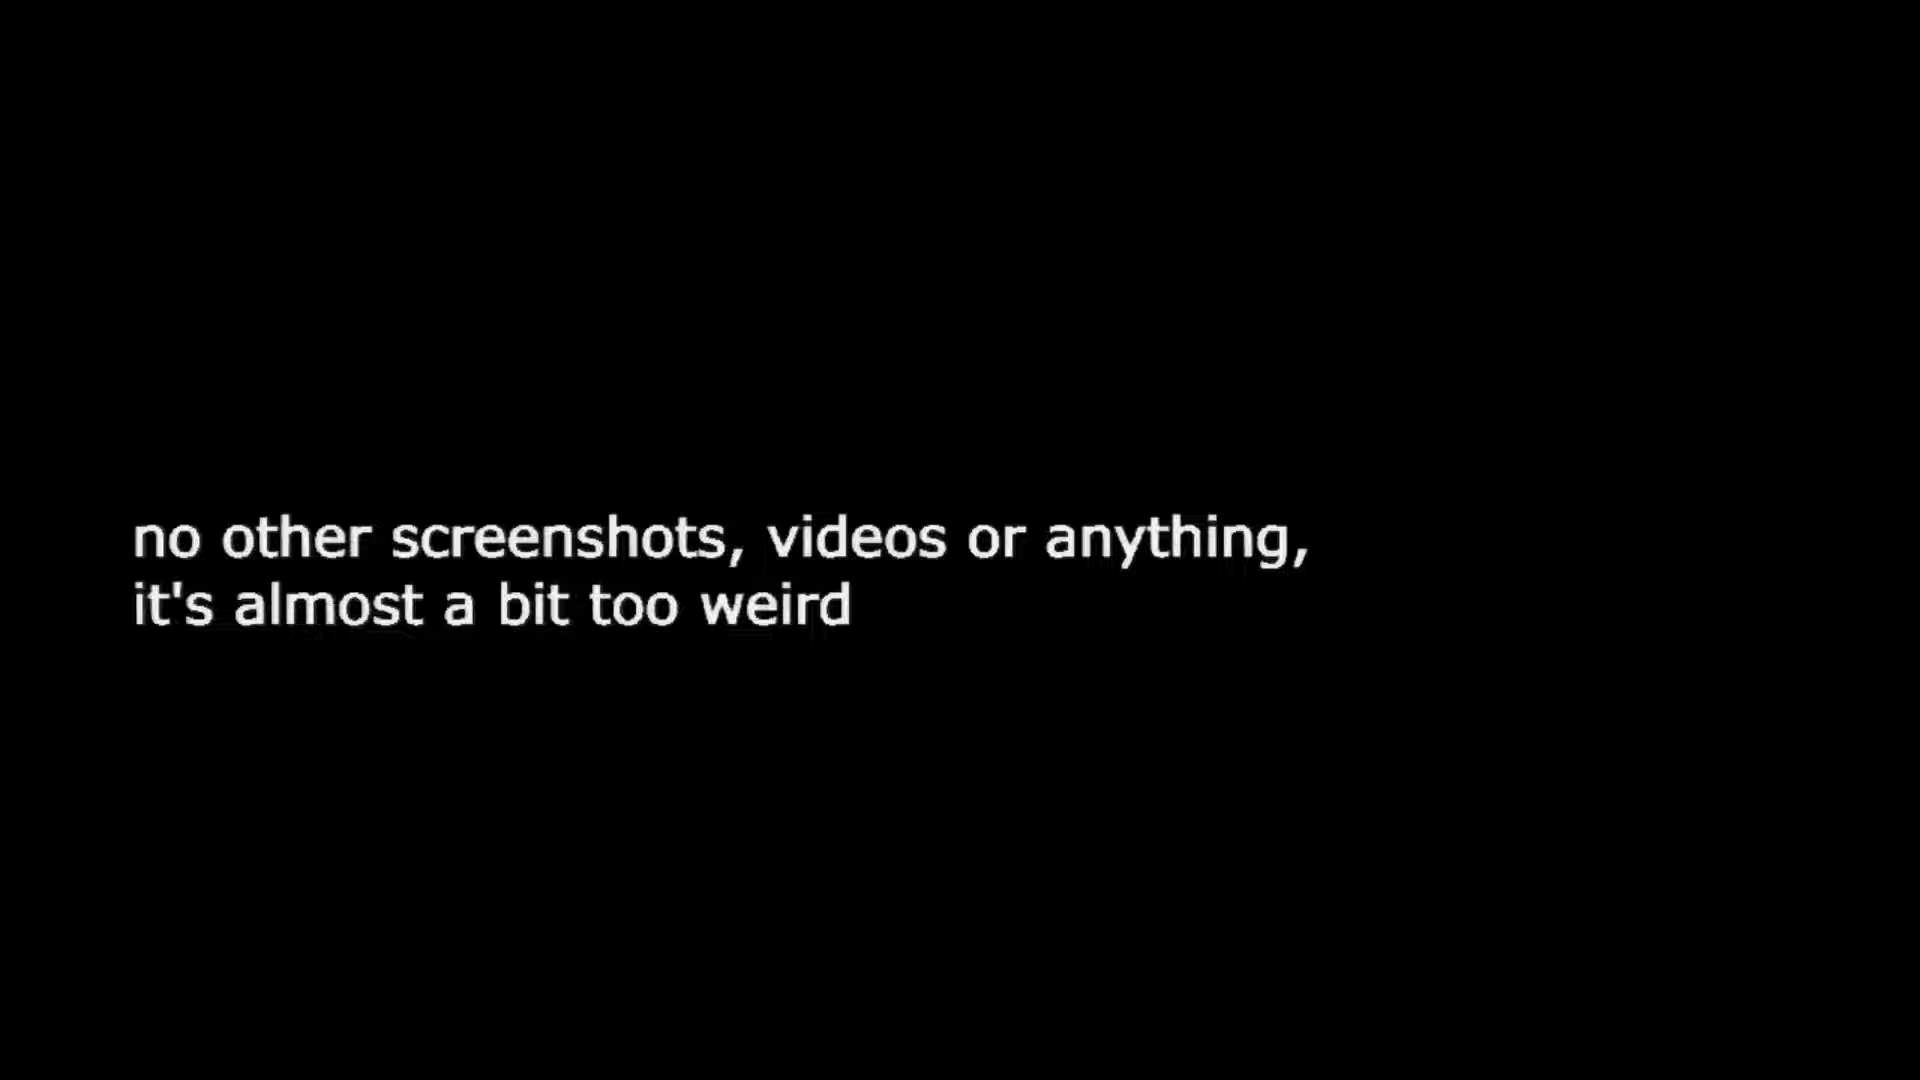 no other screenshots, videos or anything,
it's almost a bit too weird